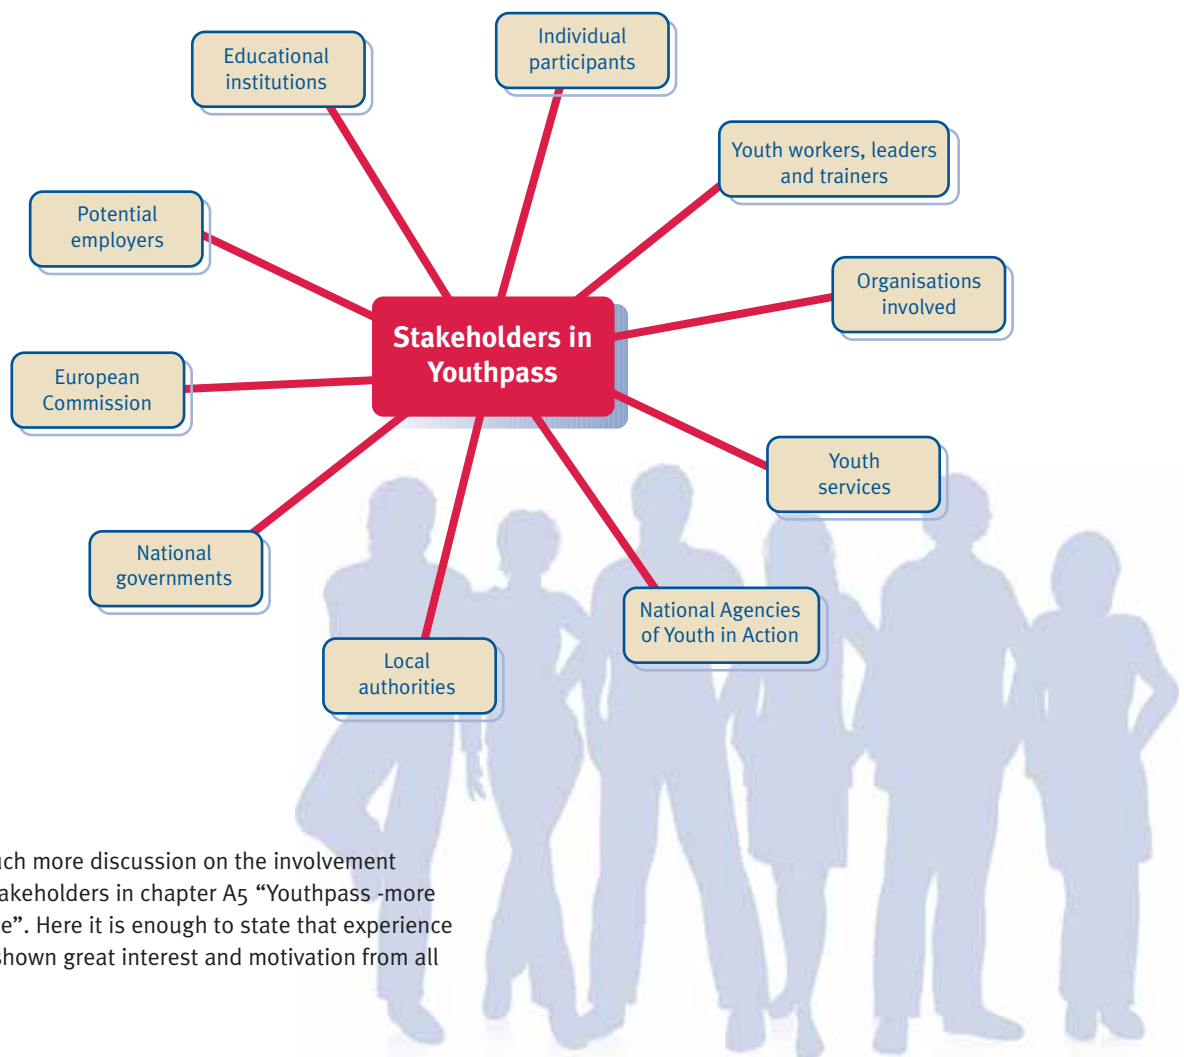 Individual
participants
Educational
institutions
Youth workers, leaders
and trainers
Potential
employers
Organisations
involved
Stakeholders in
Youthpass
European
Commission
Youth
services
National
governments
National Agencies
of Youth in Action
Local
authorities
more discussion on the involvement
in chapter A5 “Youthpass -more
”. Here it is enough to state that experience
shown great interest and motivation from all